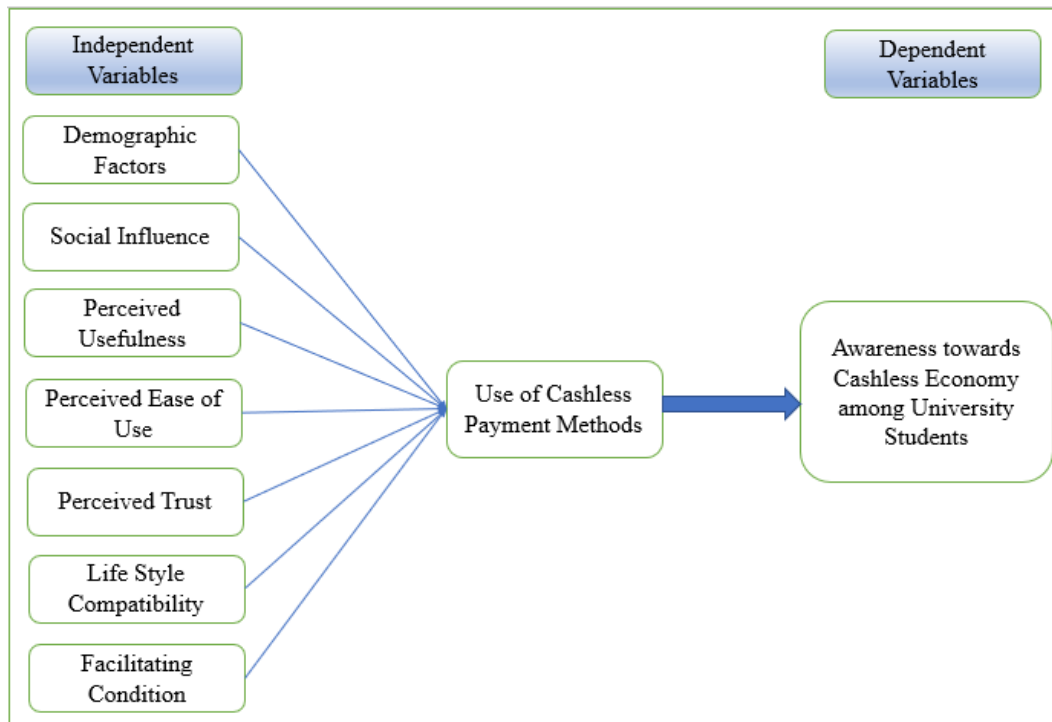 Independent
Variables
Dependent
Variables
Demographic
Factors
Social Influence
Perceived
Usefulness
Perceived Ease of
Use
Perceived Trust
Life Style
Compatibility
Facilitating
Condition
Use of Cashless
Payment Methods
Awareness towards
Cashless Economy
among University
Students